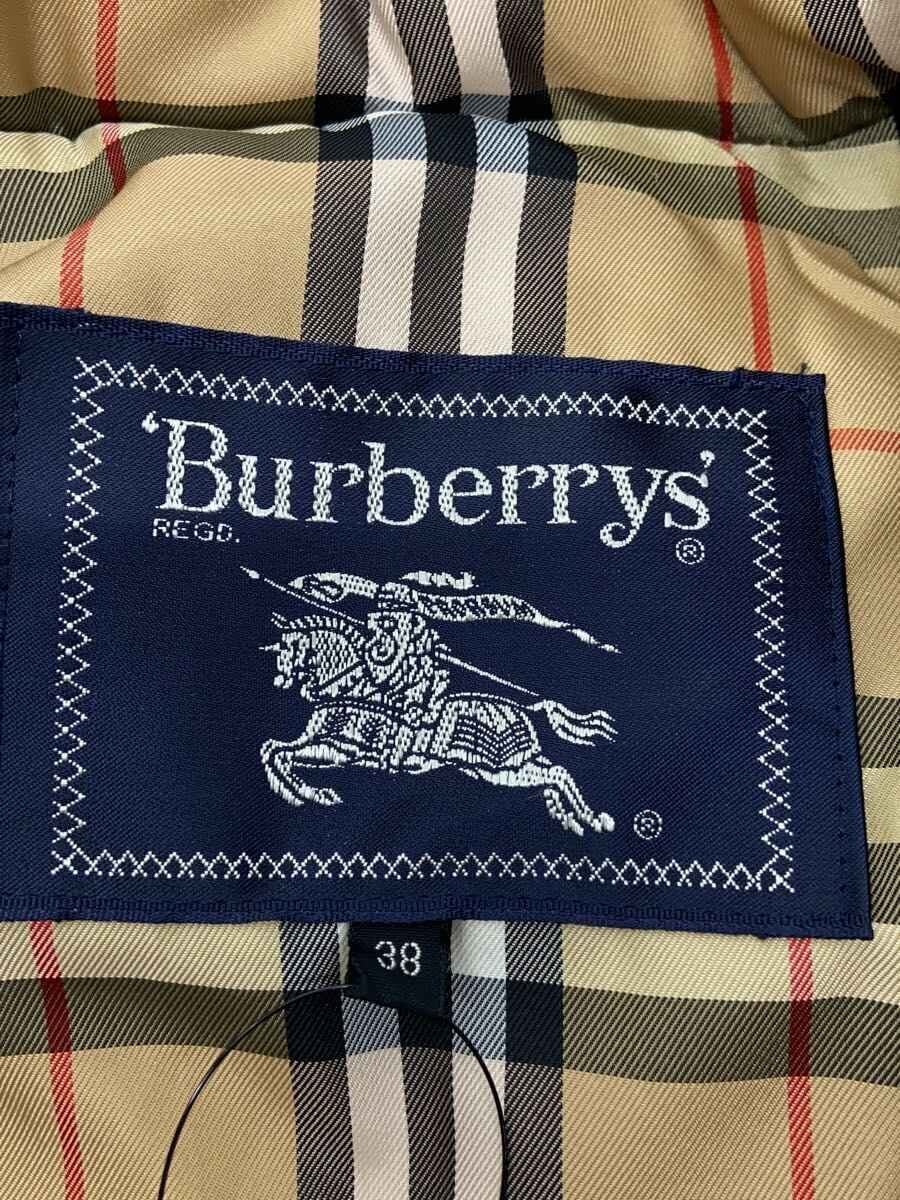 ‘Burberrys’
REGD. ®
®
38